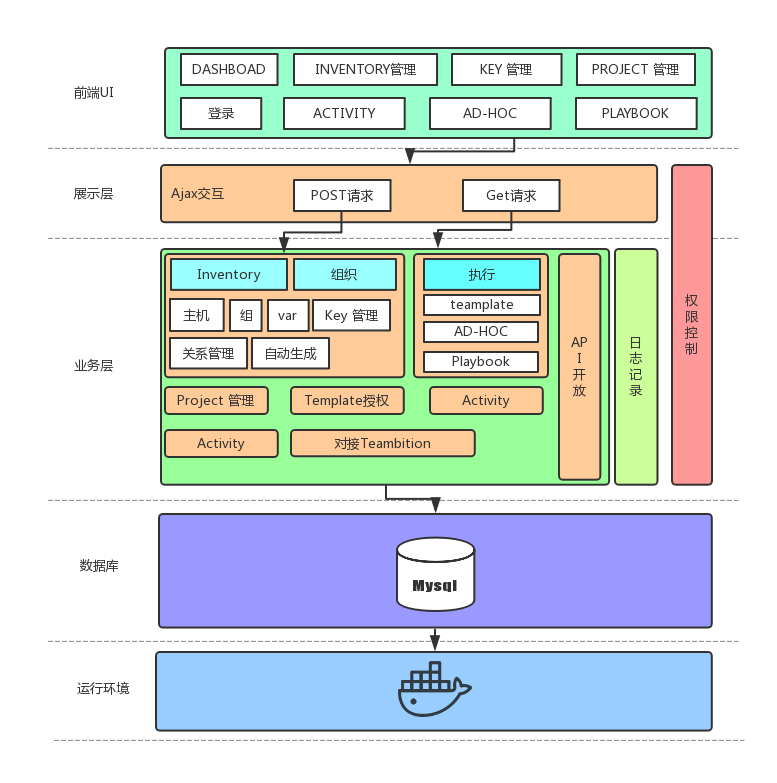 前端UI
DASHBOAD
INVENTORY管理
KEY 管理
PROJECT 管理
登录
ACTIVITY
AD-HOC
PLAYBOOK
展示层
Ajax交互
POST请求
Get请求
业务层
Inventory
组织
主机
组
var
Key 管理
关系管理
自动生成
执行
teamplate
AD-HOC
Playbook
Project 管理
Template授权
Activity
Activity
对接Teambition
AP
I
开
放
日
志
记
录
权
限
控
制
数据库
Mysql
运行环境